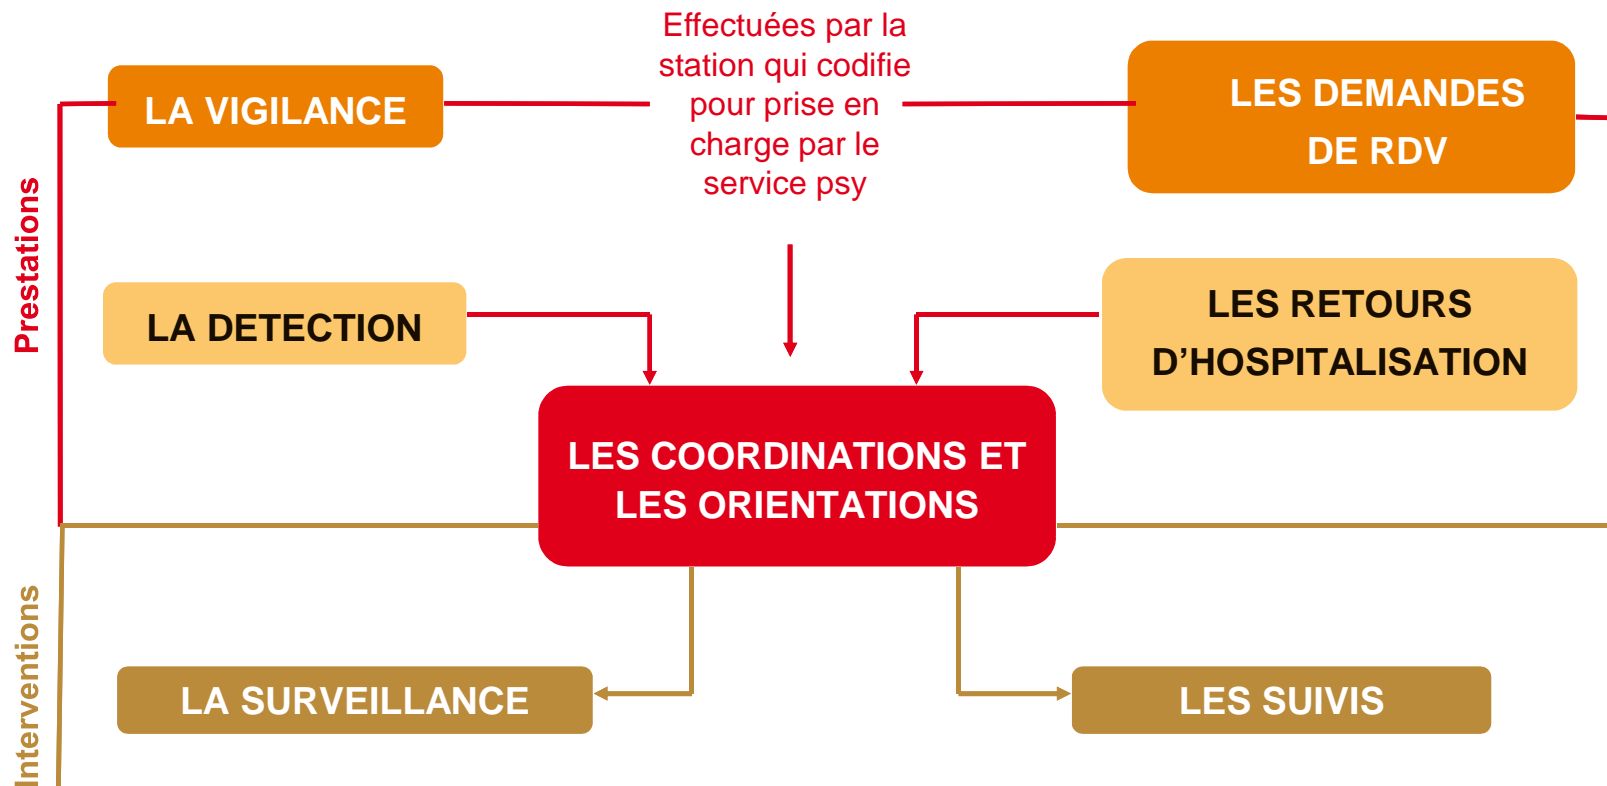 Effectuées par la
station qui codifie
pour prise en
charge par le
service psy
LA VIGILANCE
LES DEMANDES
DE RDV
Prestations
LA DETECTION
LES RETOURS
D’HOSPITALISATION
LES COORDINATIONS ET
LES ORIENTATIONS
Interventions
LA SURVEILLANCE
LES SUIVIS